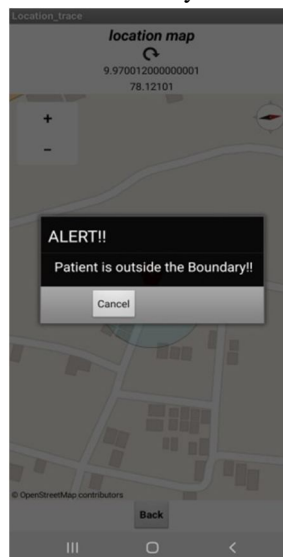 Location_trace
location map
9.970012000000001
78.12101
+
-
ALERT!!
Patient is outside the Boundary!!
Cancel
© OpenStreetMap contributors
Back